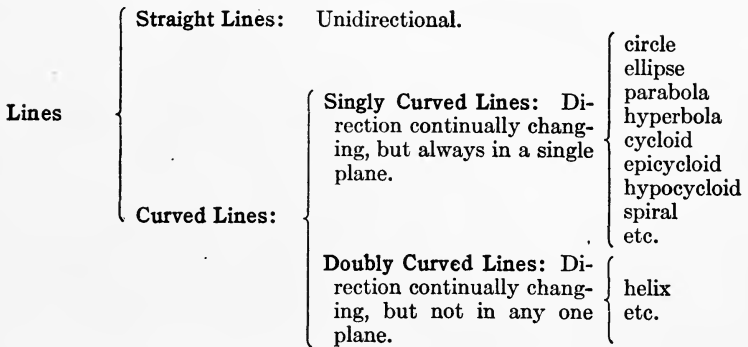 Lines
Straight Lines: Unidirectional.
Curved Lines:
Singly Curved Lines: Di-
rection continually chang-
ing, but always in a single
plane.
circle
ellipse
parabola
hyperbola
cycloid
epicycloid
hypocycloid
spiral
etc.
Doubly Curved Lines: Di-
rection continually chang-
ing, but not in any one
plane.
helix
etc.